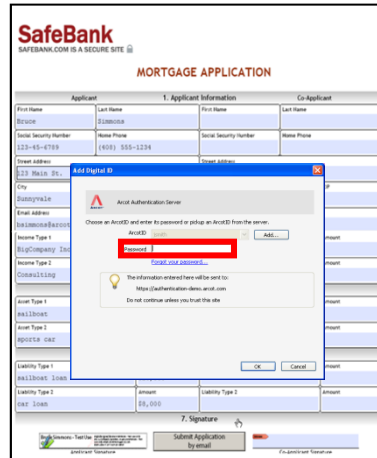 SafeBank
SAFEBANK.COM IS A SECURE SITE
MORTGAGE APPLICATION
Applicant 1. Applicant Information Co-Applicant
First Name Last Name First Name Last Name
Bruce Simmons
Social Security Number Home Phone Social Security Number Home Phone
123-45-6789 (408) 555-1234
Street Address Street Address
123 Main St.
Add Digital ID
City
Sunnyvale
Arcot Authentication Server
Email Address
bsimmons@arcot
Choose an ArcotID and enter its password or pickup an ArcotID from the server.
Income Type 1
ArcotID Add...
BigCompany Inc
Password
Forgot your password...
Income Type 2
Consulting
The information entered here will be sent to:
https://authentication-demo.arcot.com
Do not continue unless you trust this site
Asset Type 1
sailboat
Asset Type 2
sports car
OK Cancel
Liability Type 1
sailboat loan
Liability Type 2 Amount Liability Type 2 Amount
car loan $8,000
7. Signature
Submit Application
by email
Applicant Signature Co-Applicant Signature